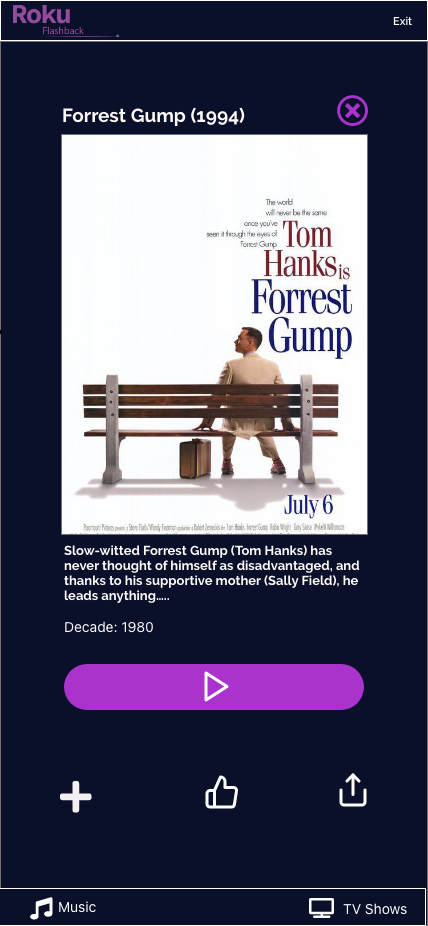 Roku
Flashback
Exit
Forrest Gump (1994)
The world
will never be the same
once you've
seen it through the eyes of
Forrest Gump.
Tom
Hanks is
Forrest
Gump
July 6
Slow-witted Forrest Gump (Tom Hanks) has
never thought of himself as disadvantaged, and
thanks to his supportive mother (Sally Field), he
leads anything.....
Decade: 1980
Music
TV Shows